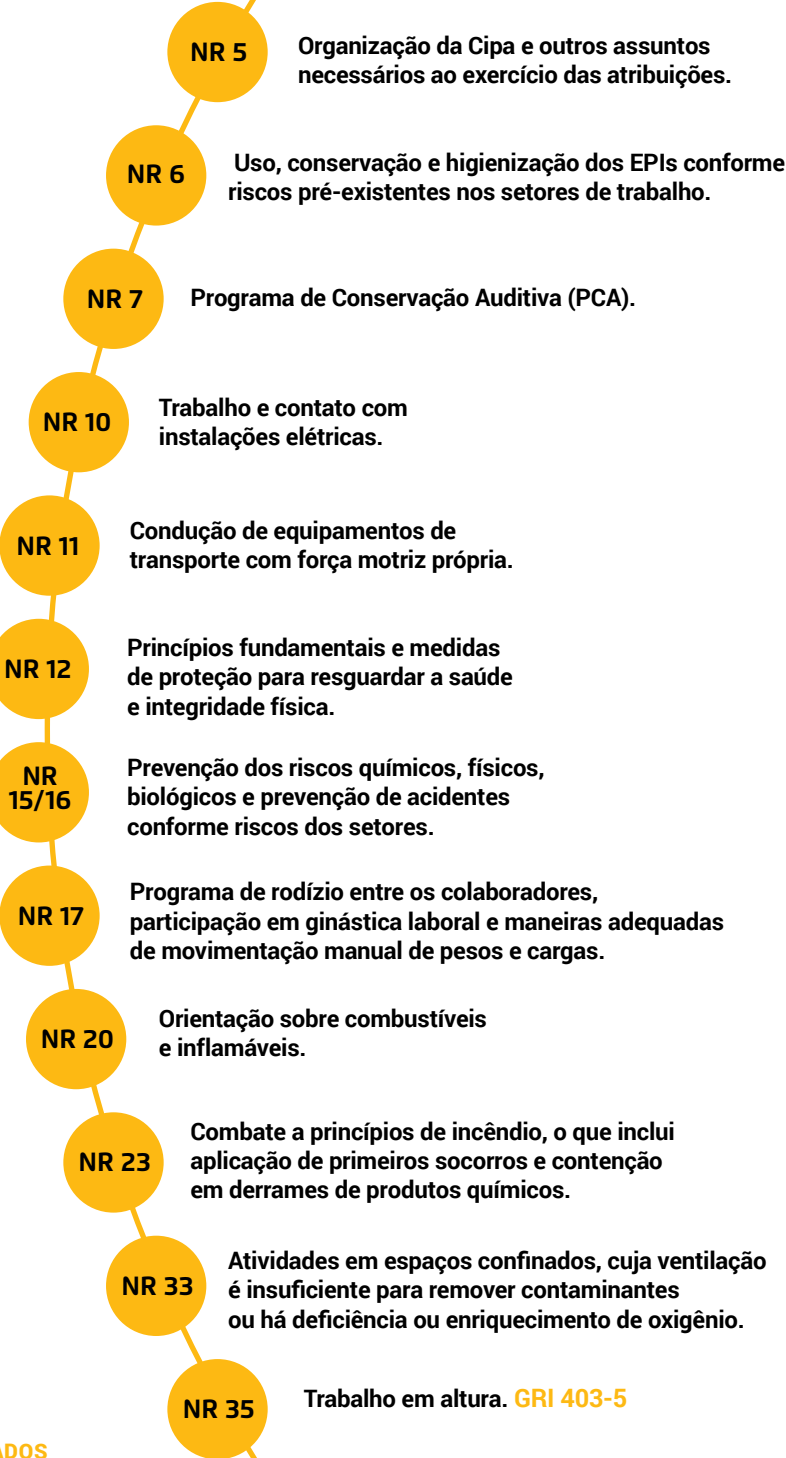 NR 5
Organização da Cipa e outros assuntos
necessários ao exercício das atribuições.
NR 6
Uso, conservação e higienização dos EPIs conforme
riscos pré-existentes nos setores de trabalho.
NR 7
Programa de Conservação Auditiva (PCA).
NR 10
Trabalho e contato com
instalações elétricas.
NR 11
Condução de equipamentos de
transporte com força motriz própria.
NR 12
Princípios fundamentais e medidas
de proteção para resguardar a saúde
e integridade física.
NR
15/16
Prevenção dos riscos químicos, físicos,
biológicos e prevenção de acidentes
conforme riscos dos setores.
NR 17
Programa de rodízio entre os colaboradores,
participação em ginástica laboral e maneiras adequadas
de movimentação manual de pesos e cargas.
NR 20
Orientação sobre combustíveis
e inflamáveis.
NR 23
Combate a princípios de incêndio, o que inclui
aplicação de primeiros socorros e contenção
em derrames de produtos químicos.
NR 33
Atividades em espaços confinados, cuja ventilação
é insuficiente para remover contaminantes
ou há deficiência ou enriquecimento de oxigênio.
NR 35
Trabalho em altura. GRI 403-5